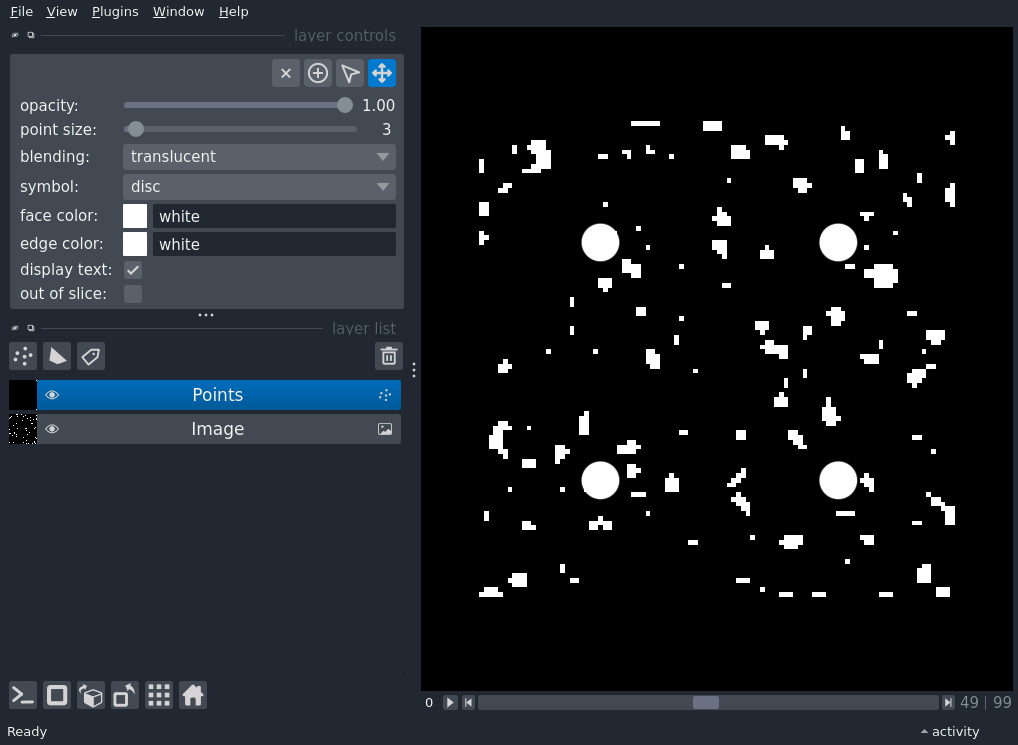 File View Plugins Window Help
layer controls
opacity: 1.00
point size: 3
blending: translucent
symbol: disc
face color: white
edge color: white
display text:
out of slice:
layer list
Points
Image
0 49 | 99
Ready activity